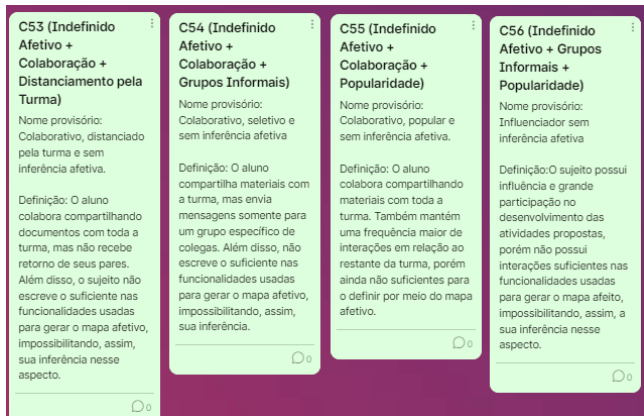 C53 (Indefinido
Afetivo +
Colaboração +
Distanciamento pela
Turma)
Nome provisório:
Colaborativo, distanciado
pela turma e sem
inferência afetiva.
Definição: O aluno
colabora compartilhando
documentos com toda a
turma, mas não recebe
retorno de seus pares.
Além disso, o sujeito não
escreve o suficiente nas
funcionalidades usadas
para gerar o mapa afetivo,
impossibilitando, assim,
sua inferência nesse
aspecto.
0
C54 (Indefinido
Afetivo +
Colaboração +
Grupos Informais)
Nome provisório:
Colaborativo, seletivo e
sem inferência afetiva
Definição: O aluno
compartilha materiais com
a turma, mas envia
mensagens somente para
um grupo específico de
colegas. Além disso, não
escreve o suficiente nas
funcionalidades usadas
para gerar o mapa afetivo,
impossibilitando, assim,
sua inferência.
0
C55 (Indefinido
Afetivo +
Colaboração +
Popularidade)
Nome provisório:
Colaborativo, popular e
sem inferência afetiva.
Definição: O aluno
colabora compartilhando
materiais com toda a
turma. Também mantém
uma frequência maior de
interações em relação ao
restante da turma, porém
ainda não suficientes para
o definir por meio do mapa
afetivo.
0
C56 (Indefinido
Afetivo + Grupos
Informais +
Popularidade)
Nome provisório:
Influenciador sem
inferência afetiva
Definição:O sujeito possui
influência e grande
participação no
desenvolvimento das
atividades propostas,
porém não possui
interações suficientes nas
funcionalidades usadas
para gerar o mapa afeito,
impossibilitando, assim, a
sua inferência nesse
aspecto.
0